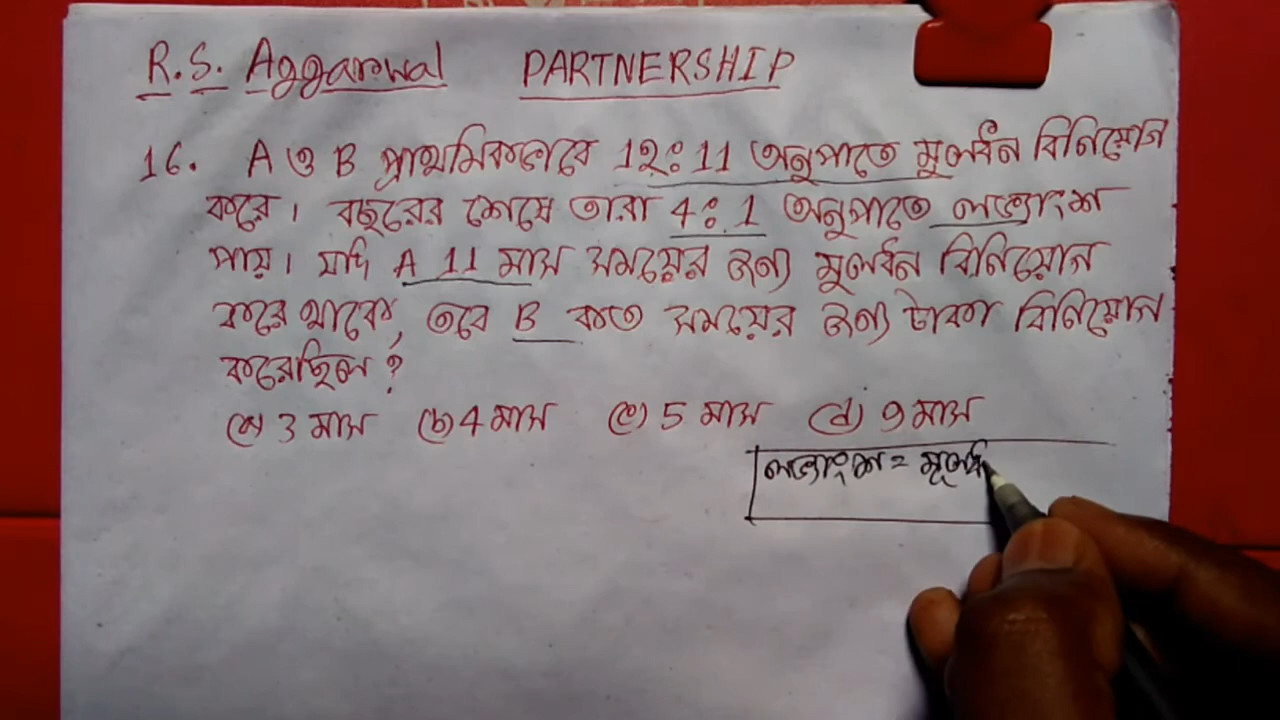 R.S. Aggarwal PARTNERSHIP
16. A ও B প্রাথমিকভাবে 12:11 অনুপাতে মূলধন বিনিয়োগ
করে। বছরের শেষে তারা 4:1 অনুপাতে লভ্যাংশ
পায়। যদি A 11 মাস সময়ের জন্য মূলধন বিনিয়োগ
করে থাকে, তবে B কত সময়ের জন্য টাকা বিনিয়োগ
করেছিল?
(a) 3 মাস (b) 4 মাস (c) 5 মাস (d) 9 মাস
লভ্যাংশ = মূলধ